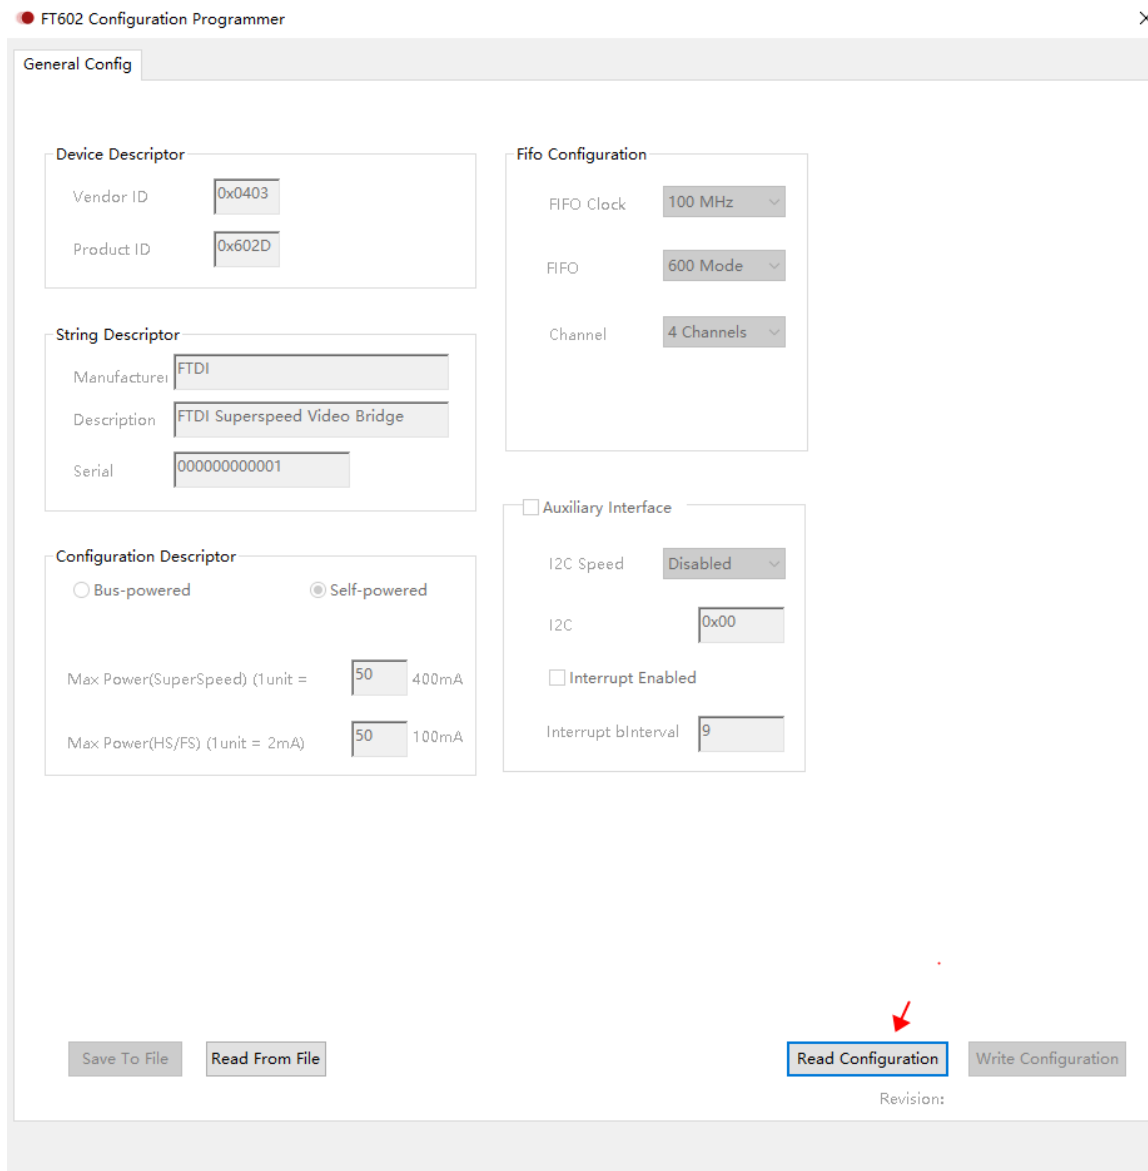 FT602 Configuration Programmer
General Config
Device Descriptor
Vendor ID 0x0403
Product ID 0x602D
String Descriptor
Manufacturer FTDI
Description FTDI Superspeed Video Bridge
Serial 000000000001
Configuration Descriptor
Bus-powered Self-powered
Max Power(SuperSpeed) (1unit = 50 400mA
Max Power(HS/FS) (1unit = 2mA) 50 100mA
Fifo Configuration
FIFO Clock 100 MHz
FIFO 600 Mode
Channel 4 Channels
Auxiliary Interface
I2C Speed Disabled
I2C 0x00
Interrupt Enabled
Interrupt bInterval 9
Save To File Read From File Read Configuration Write Configuration
Revision: